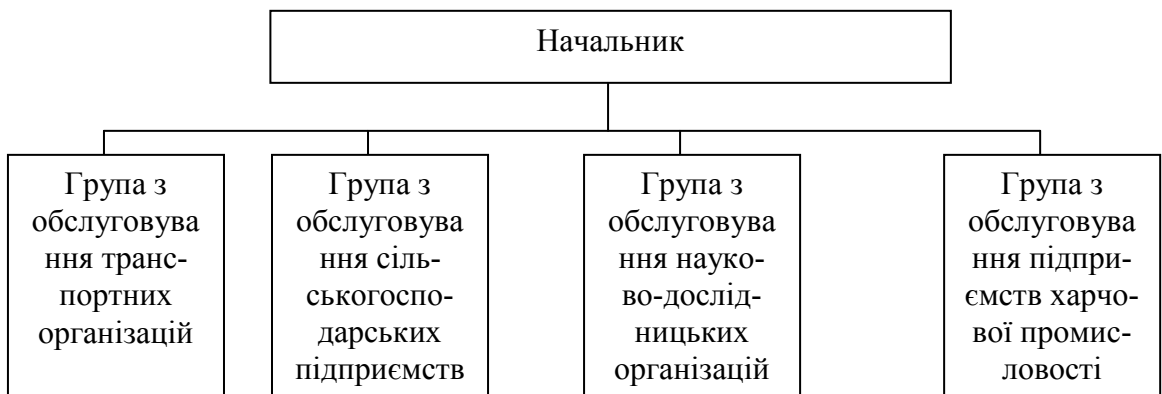 Начальник
Група з
обслуговува
ння транс-
портних
організацій
Група з
обслуговува
ння сіль-
ськогоспо-
дарських
підприємств
Група з
обслуговува
ння науко-
во-дослід-
ницьких
організацій
Група з
обслуговува
ння підпри-
ємств харчо-
вої промис-
ловості